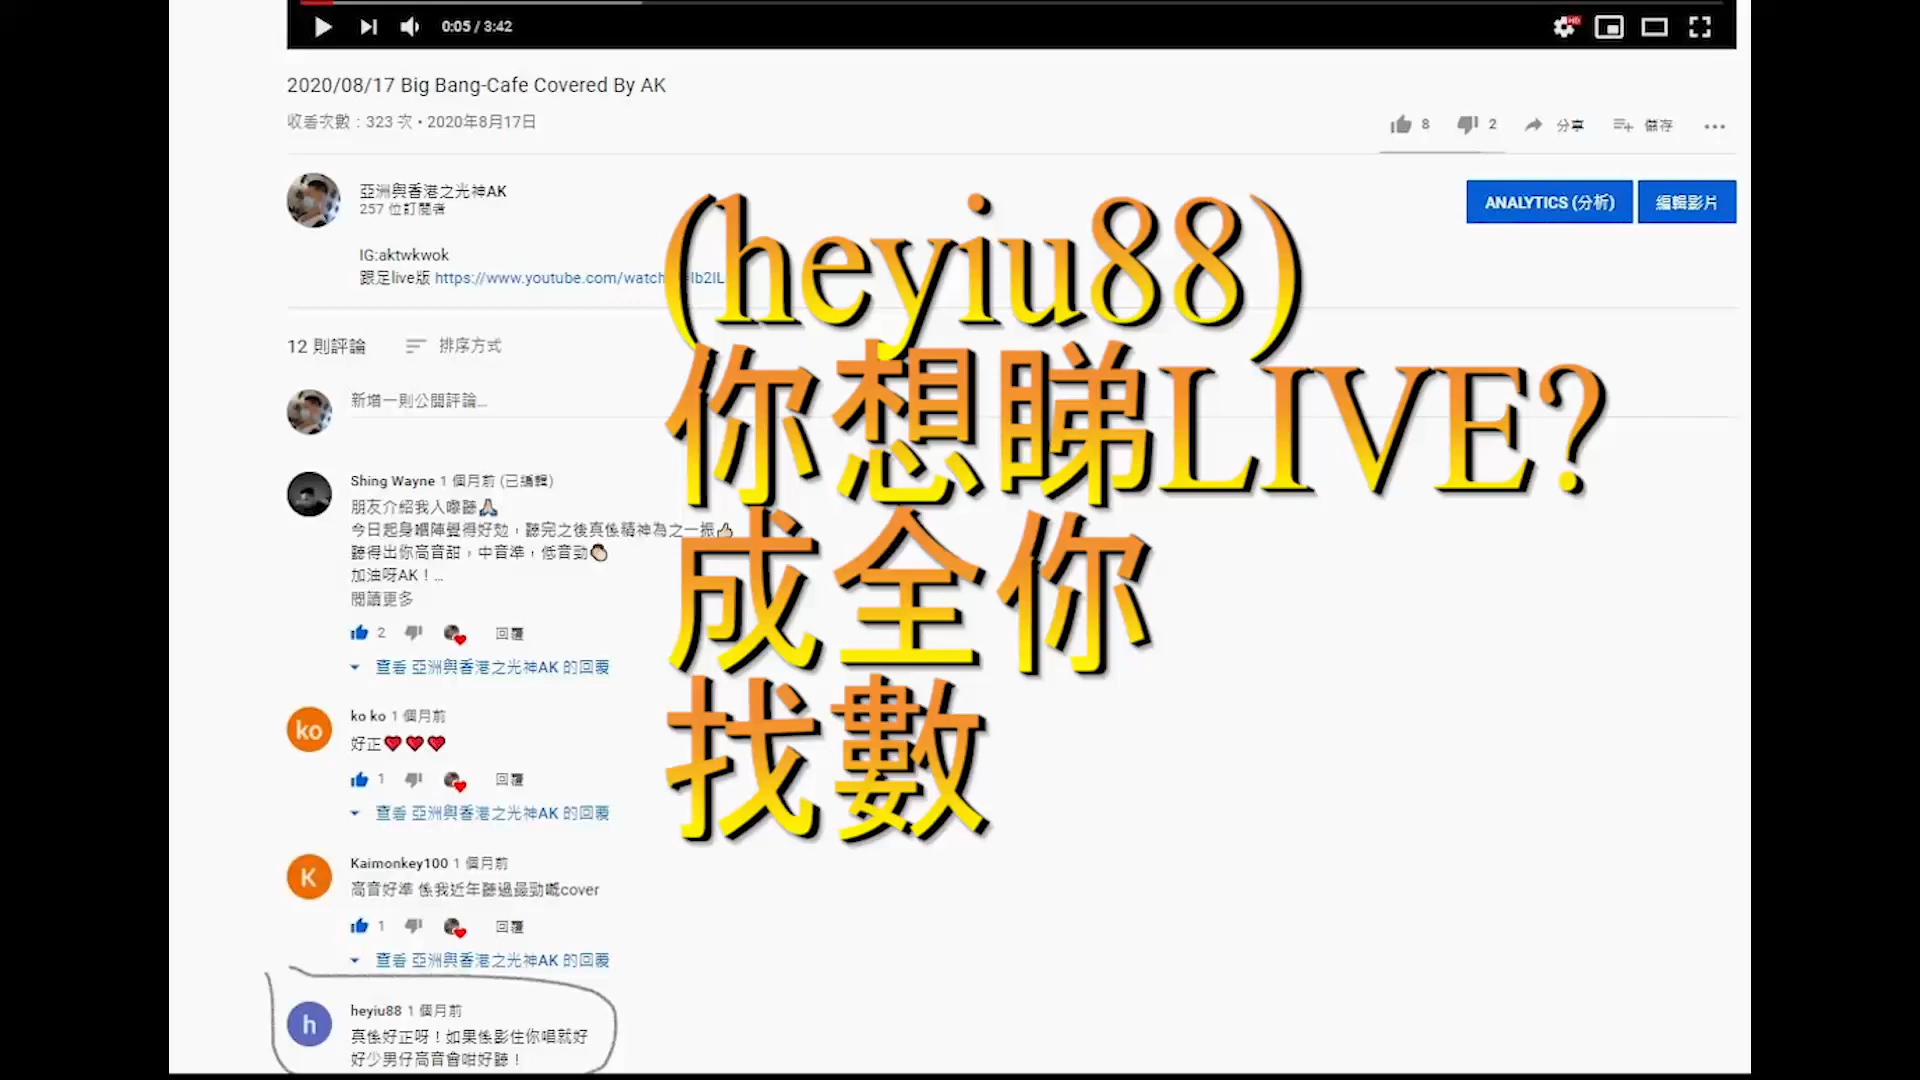 0:05 / 3:42
HD
2020/08/17 Big Bang-Cafe Covered By AK
收看次數：323 次 • 2020年8月17日
8
2
分享
儲存
亞洲與香港之光神AK
257 位訂閱者
ANALYTICS (分析)
編輯影片
IG:aktwkwok
跟足live版 https://www.youtube.com/watch
(heyiu88)
你想睇LIVE?
成全你
找數
12 則評論
排序方式
新增一則公開評論...
Shing Wayne 1 個月前 (已編輯)
朋友介紹我入嚟聽🙏
今日起身嗰陣覺得好攰，聽完之後真係精神為之一振👍
聽得出你高音甜，中音準，低音勁👏
加油呀AK！...
閱讀更多
2
回覆
查看 亞洲與香港之光神AK 的回覆
ko
ko ko 1 個月前
好正❤❤❤
1
回覆
查看 亞洲與香港之光神AK 的回覆
K
Kaimonkey100 1 個月前
高音好準 係我近年聽過最勁嘅cover
1
回覆
查看 亞洲與香港之光神AK 的回覆
h
heyiu88 1 個月前
真係好正呀！如果係影住你唱就好
好少男仔高音會咁好聽！